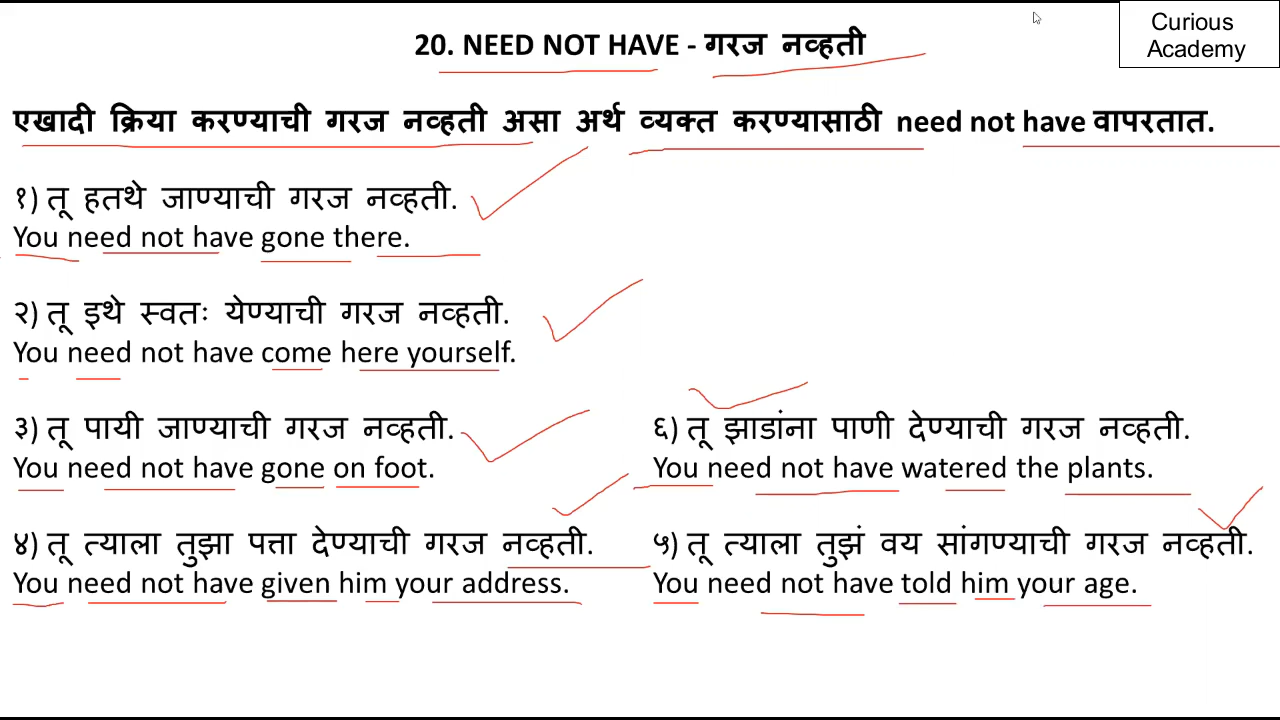 Curious
Academy
20. NEED NOT HAVE - गरज नव्हती
एखादी क्रिया करण्याची गरज नव्हती असा अर्थ व्यक्त करण्यासाठी need not have वापरतात.
१) तू हतथे जाण्याची गरज नव्हती.
You need not have gone there.
२) तू इथे स्वतः येण्याची गरज नव्हती.
You need not have come here yourself.
३) तू पायी जाण्याची गरज नव्हती.
You need not have gone on foot.
४) तू त्याला तुझा पत्ता देण्याची गरज नव्हती.
You need not have given him your address.
६) तू झाडांना पाणी देण्याची गरज नव्हती.
You need not have watered the plants.
५) तू त्याला तुझं वय सांगण्याची गरज नव्हती.
You need not have told him your age.